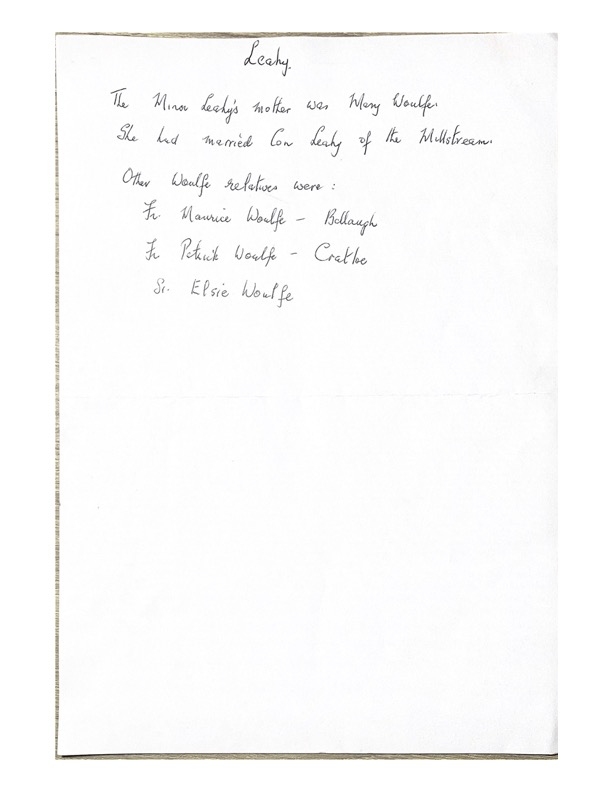 Leahy.
The Minor Leahy's mother was Mary Woulfe.
She had married Con Leahy of the Millstream.
Other Woulfe relatives were :
Fr. Maurice Woulfe – Bollaugh
Fr Patrick Woulfe – Cratloe
Sr. Elsie Woulfe